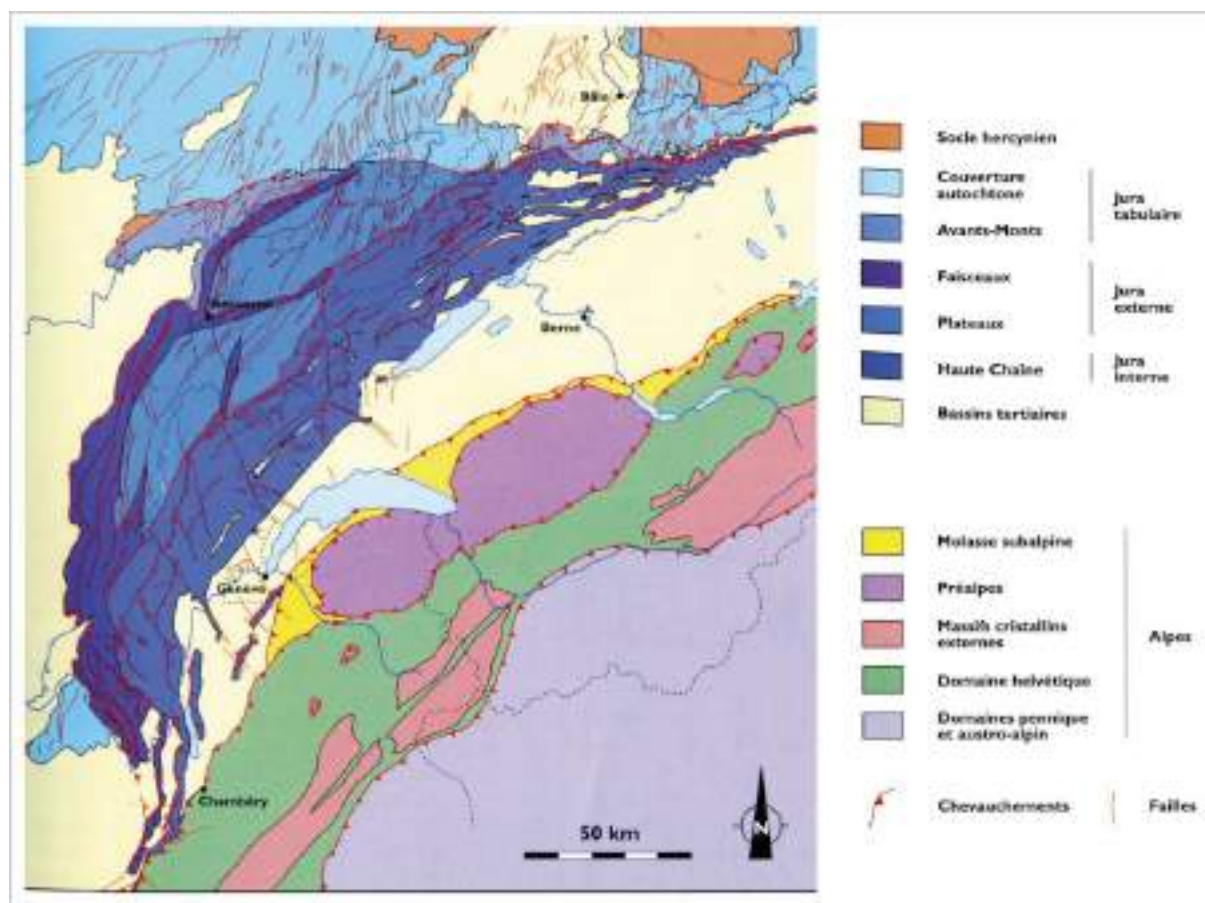 Bâle
Besançon
Berne
Genève
Chambéry
50 km
N
Socle hercynien
Couverture
autochtone
Jura
tabulaire
Avants-Monts
Faisceaux
Jura
externe
Plateaux
Haute Chaîne
Jura
interne
Bassins tertiaires
Molasse subalpine
Préalpes
Massifs cristallins
externes
Alpes
Domaine helvétique
Domaines pennique
et austro-alpin
Chevauchements
Failles